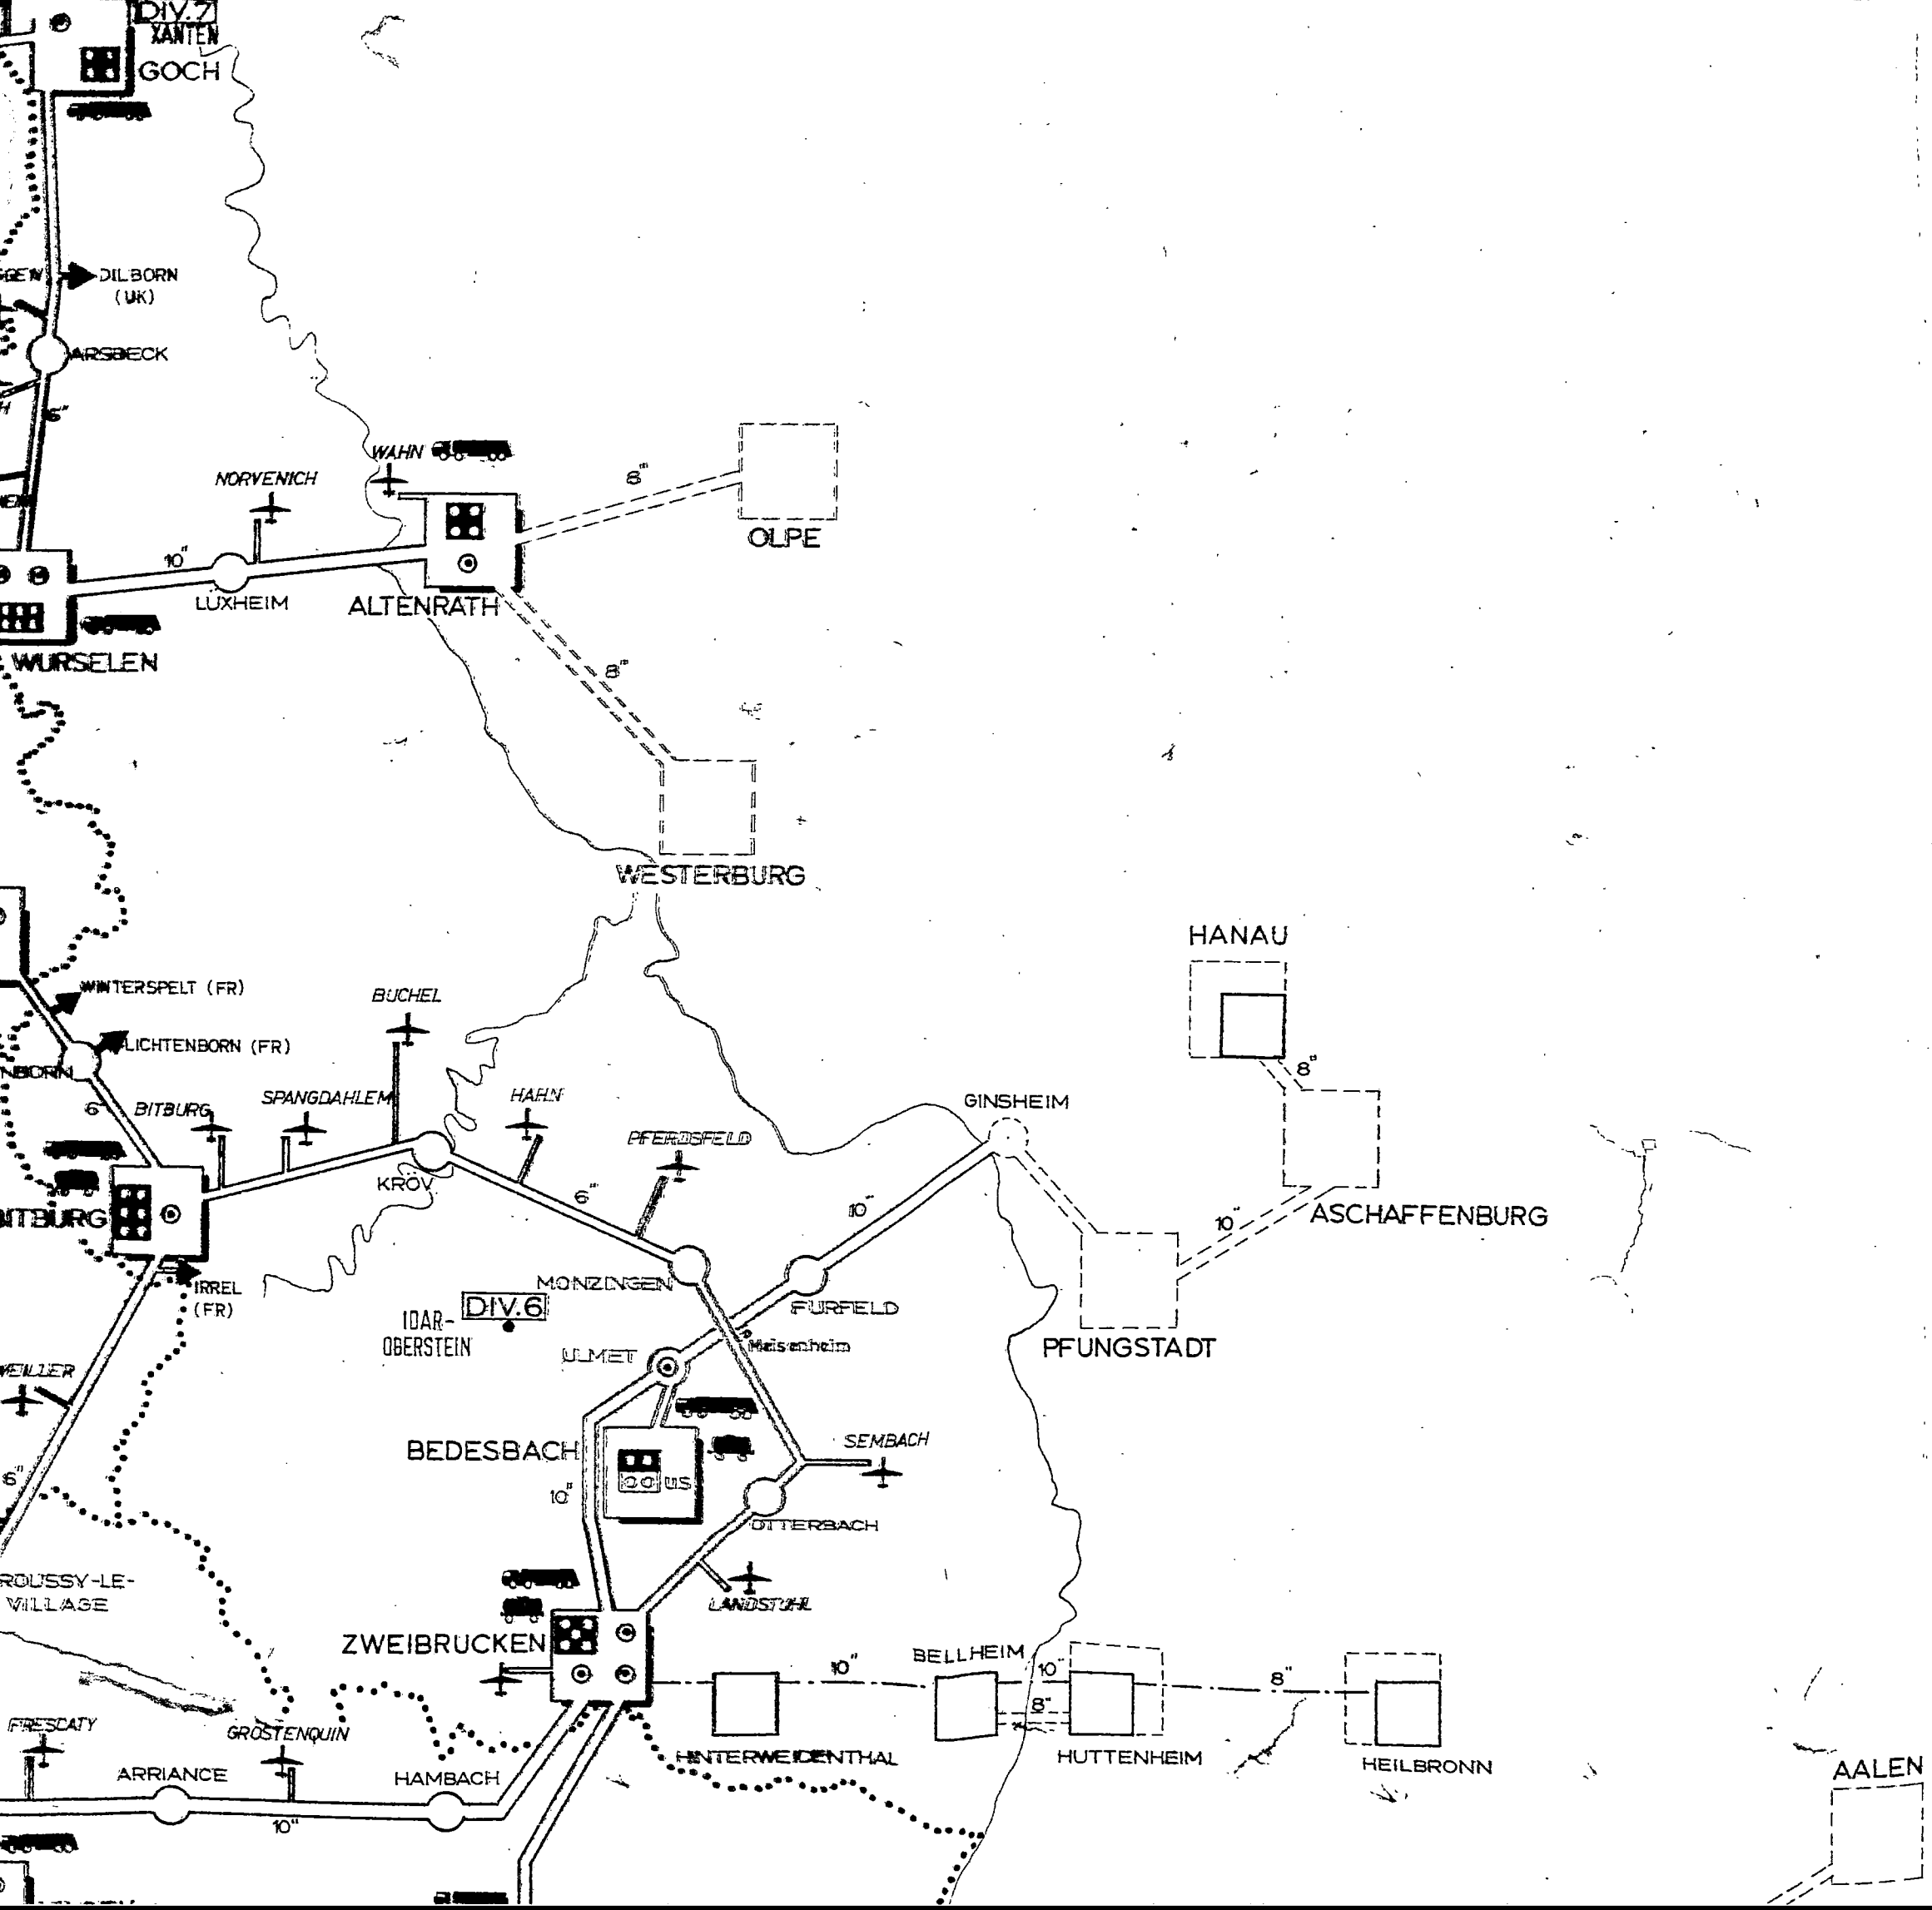 DIV.7
XANTEN
GOCH
DILBORN
(UK)
ARSBECK
WAHN
8"
NORVENICH
OLPE
10"
LUXHEIM
ALTENRATH
WURSELEN
8"
WESTERBURG
HANAU
WINTERSPELT (FR)
BUCHEL
LICHTENBORN (FR)
8"
6"
BITBURG
SPANGDAHLEM
HAHN
GINSHEIM
PFERDSFELD
KRÖV
6"
10"
10"
ASCHAFFENBURG
BITBURG
IRREL
(FR)
MONZINGEN
DIV.6
IDAR-
OBERSTEIN
FURFELD
Meisenheim
PFUNGSTADT
ULMET
BEDESBACH
SEMBACH
6"
U.S
10"
OTTERBACH
ROUSSY-LE-
VILLAGE
LANDSTUHL
ZWEIBRUCKEN
BELLHEIM
10"
10"
8"
8"
FRESCATY
GROSTENQUIN
HINTERWEIDENTHAL
HUTTENHEIM
HEILBRONN
AALEN
ARRIANCE
HAMBACH
10"